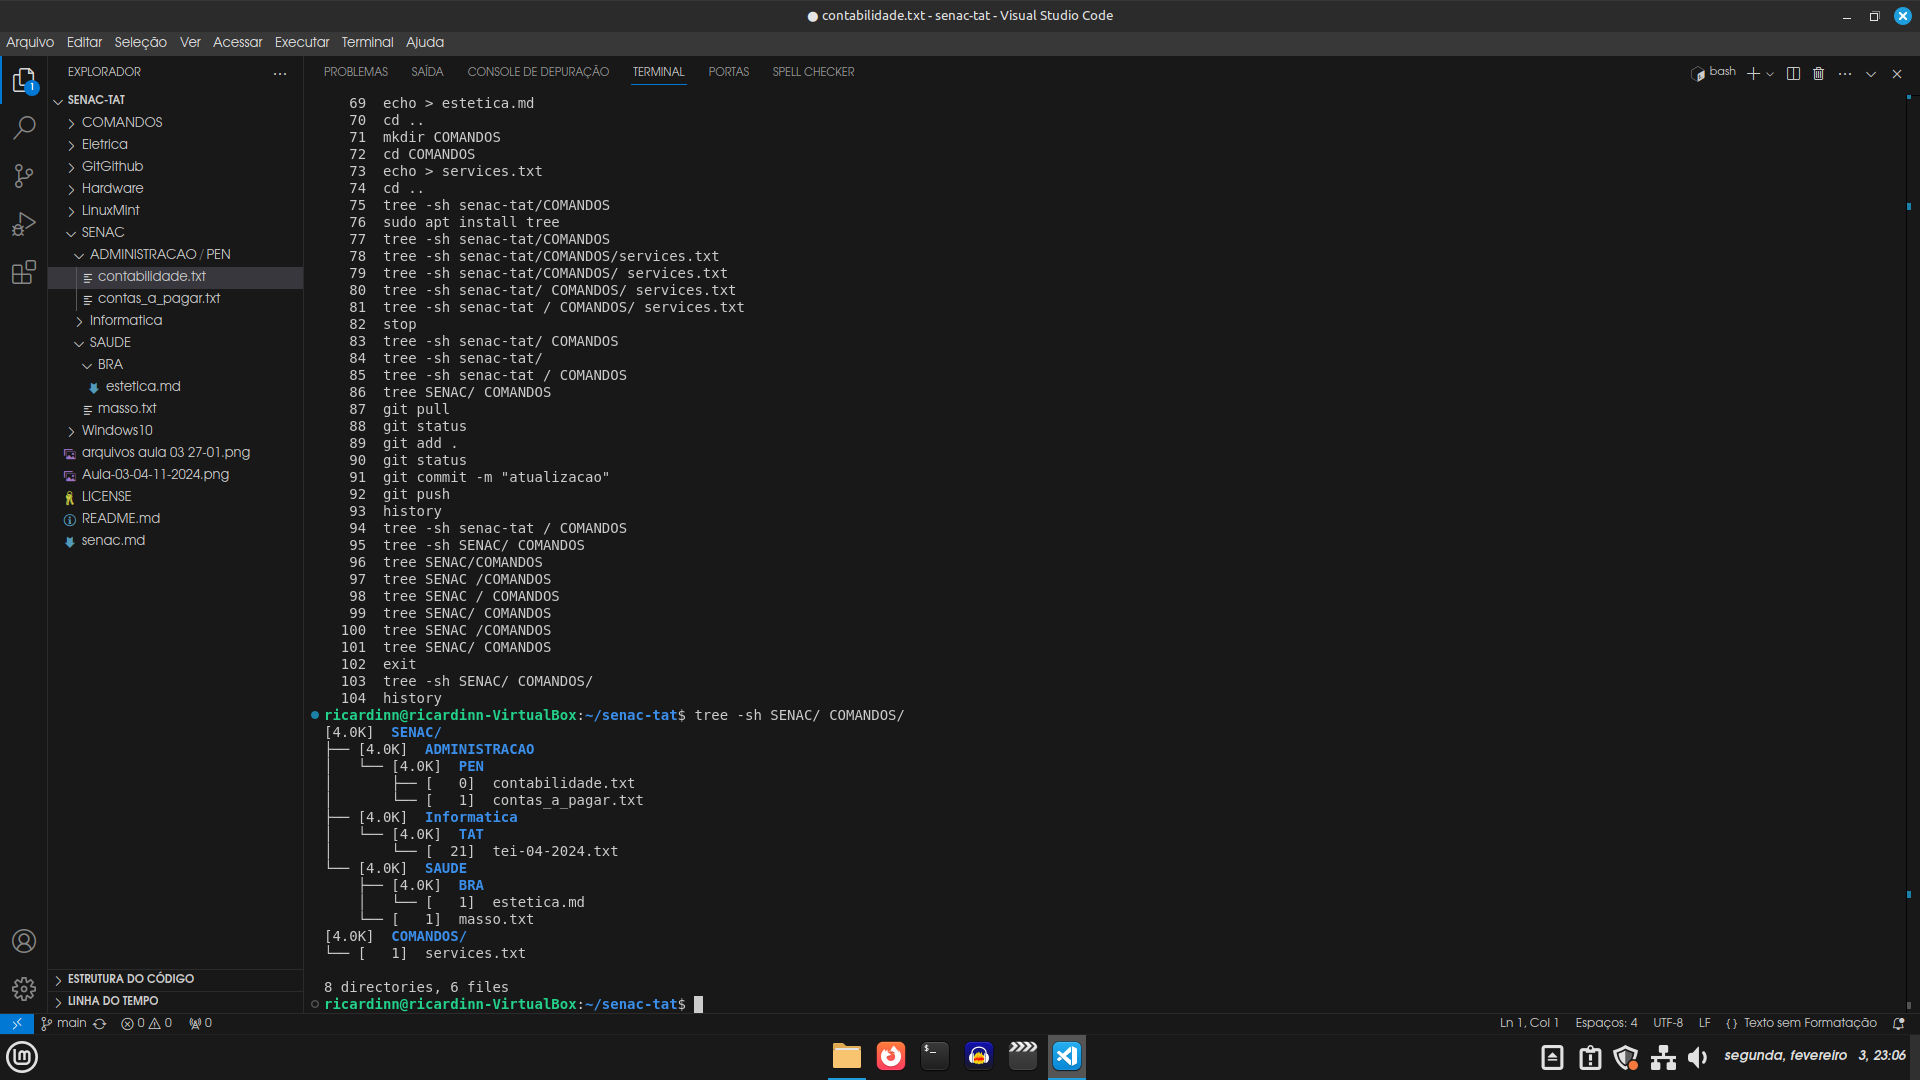 ● contabilidade.txt - senac-tat - Visual Studio Code
Arquivo Editar Seleção Ver Acessar Executar Terminal Ajuda
EXPLORADOR
SENAC-TAT
COMANDOS
Eletrica
GitGithub
Hardware
LinuxMint
SENAC
ADMINISTRACAO / PEN
contabilidade.txt
contas_a_pagar.txt
Informatica
SAUDE
BRA
estetica.md
masso.txt
Windows10
arquivos aula 03 27-01.png
Aula-03-04-11-2024.png
LICENSE
README.md
senac.md
ESTRUTURA DO CÓDIGO
LINHA DO TEMPO
1
PROBLEMAS SAÍDA CONSOLE DE DEPURAÇÃO TERMINAL PORTAS SPELL CHECKER
bash
69 echo > estetica.md
70 cd ..
71 mkdir COMANDOS
72 cd COMANDOS
73 echo > services.txt
74 cd ..
75 tree -sh senac-tat/COMANDOS
76 sudo apt install tree
77 tree -sh senac-tat/COMANDOS
78 tree -sh senac-tat/COMANDOS/services.txt
79 tree -sh senac-tat/COMANDOS/ services.txt
80 tree -sh senac-tat/ COMANDOS/ services.txt
81 tree -sh senac-tat / COMANDOS/ services.txt
82 stop
83 tree -sh senac-tat/ COMANDOS
84 tree -sh senac-tat/
85 tree -sh senac-tat / COMANDOS
86 tree SENAC/ COMANDOS
87 git pull
88 git status
89 git add .
90 git status
91 git commit -m "atualizacao"
92 git push
93 history
94 tree -sh senac-tat / COMANDOS
95 tree -sh SENAC/ COMANDOS
96 tree SENAC/COMANDOS
97 tree SENAC /COMANDOS
98 tree SENAC / COMANDOS
99 tree SENAC/ COMANDOS
100 tree SENAC /COMANDOS
101 tree SENAC/ COMANDOS
102 exit
103 tree -sh SENAC/ COMANDOS/
104 history
ricardinn@ricardinn-VirtualBox:~/senac-tat$ tree -sh SENAC/ COMANDOS/
[4.0K]  SENAC/
├── [4.0K]  ADMINISTRACAO
│   └── [4.0K]  PEN
│       ├── [   0]  contabilidade.txt
│       └── [   1]  contas_a_pagar.txt
├── [4.0K]  Informatica
│   └── [4.0K]  TAT
│       └── [  21]  tei-04-2024.txt
└── [4.0K]  SAUDE
    ├── [4.0K]  BRA
    │   └── [   1]  estetica.md
    └── [   1]  masso.txt
[4.0K]  COMANDOS/
└── [   1]  services.txt
8 directories, 6 files
ricardinn@ricardinn-VirtualBox:~/senac-tat$
main 0 0 0 Ln 1, Col 1 Espaços: 4 UTF-8 LF {} Texto sem Formatação
segunda, fevereiro 3, 23:06